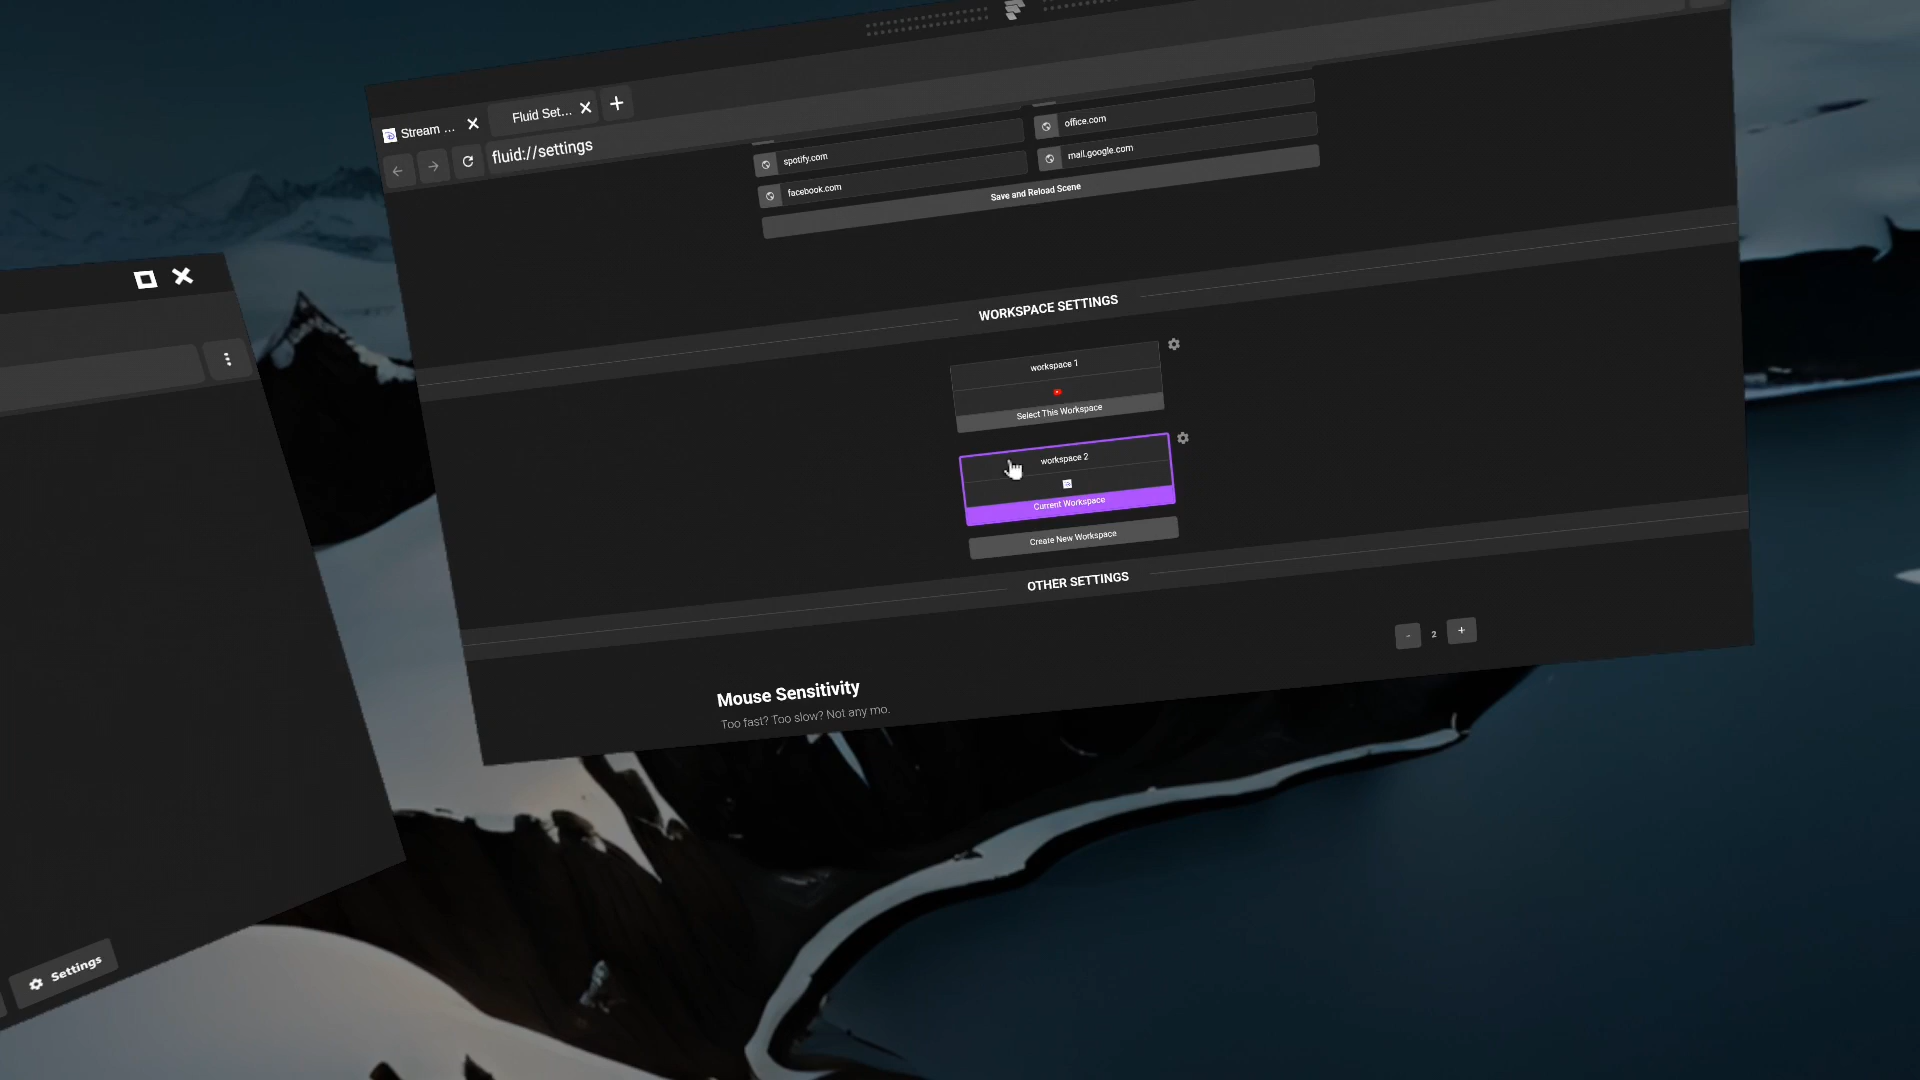 Stream ...
Fluid Set...
fluid://settings
spotify.com
office.com
facebook.com
mail.google.com
Save and Reload Scene
WORKSPACE SETTINGS
workspace 1
Select This Workspace
workspace 2
Current Workspace
Create New Workspace
OTHER SETTINGS
- 2 +
Mouse Sensitivity
Too fast? Too slow? Not any mo.
Settings